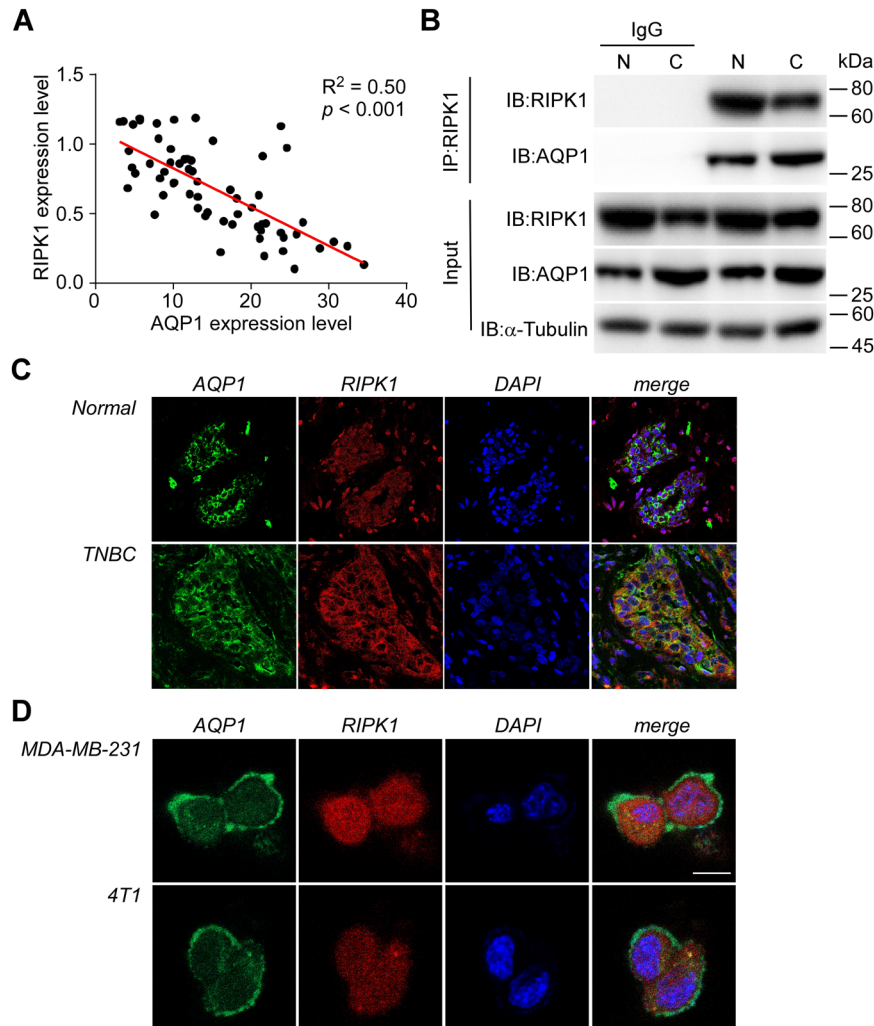 A
RIPK1 expression level
1.5
1.0
0.5
0.0
R² = 0.50
p < 0.001
0 10 20 30 40
AQP1 expression level
B
IgG
N C N C kDa
IP:RIPK1
IB:RIPK1
80
60
IB:AQP1
25
Input
IB:RIPK1
80
60
IB:AQP1
25
IB:α-Tubulin
60
45
C
AQP1 RIPK1 DAPI merge
Normal
TNBC
D
AQP1 RIPK1 DAPI merge
MDA-MB-231
4T1